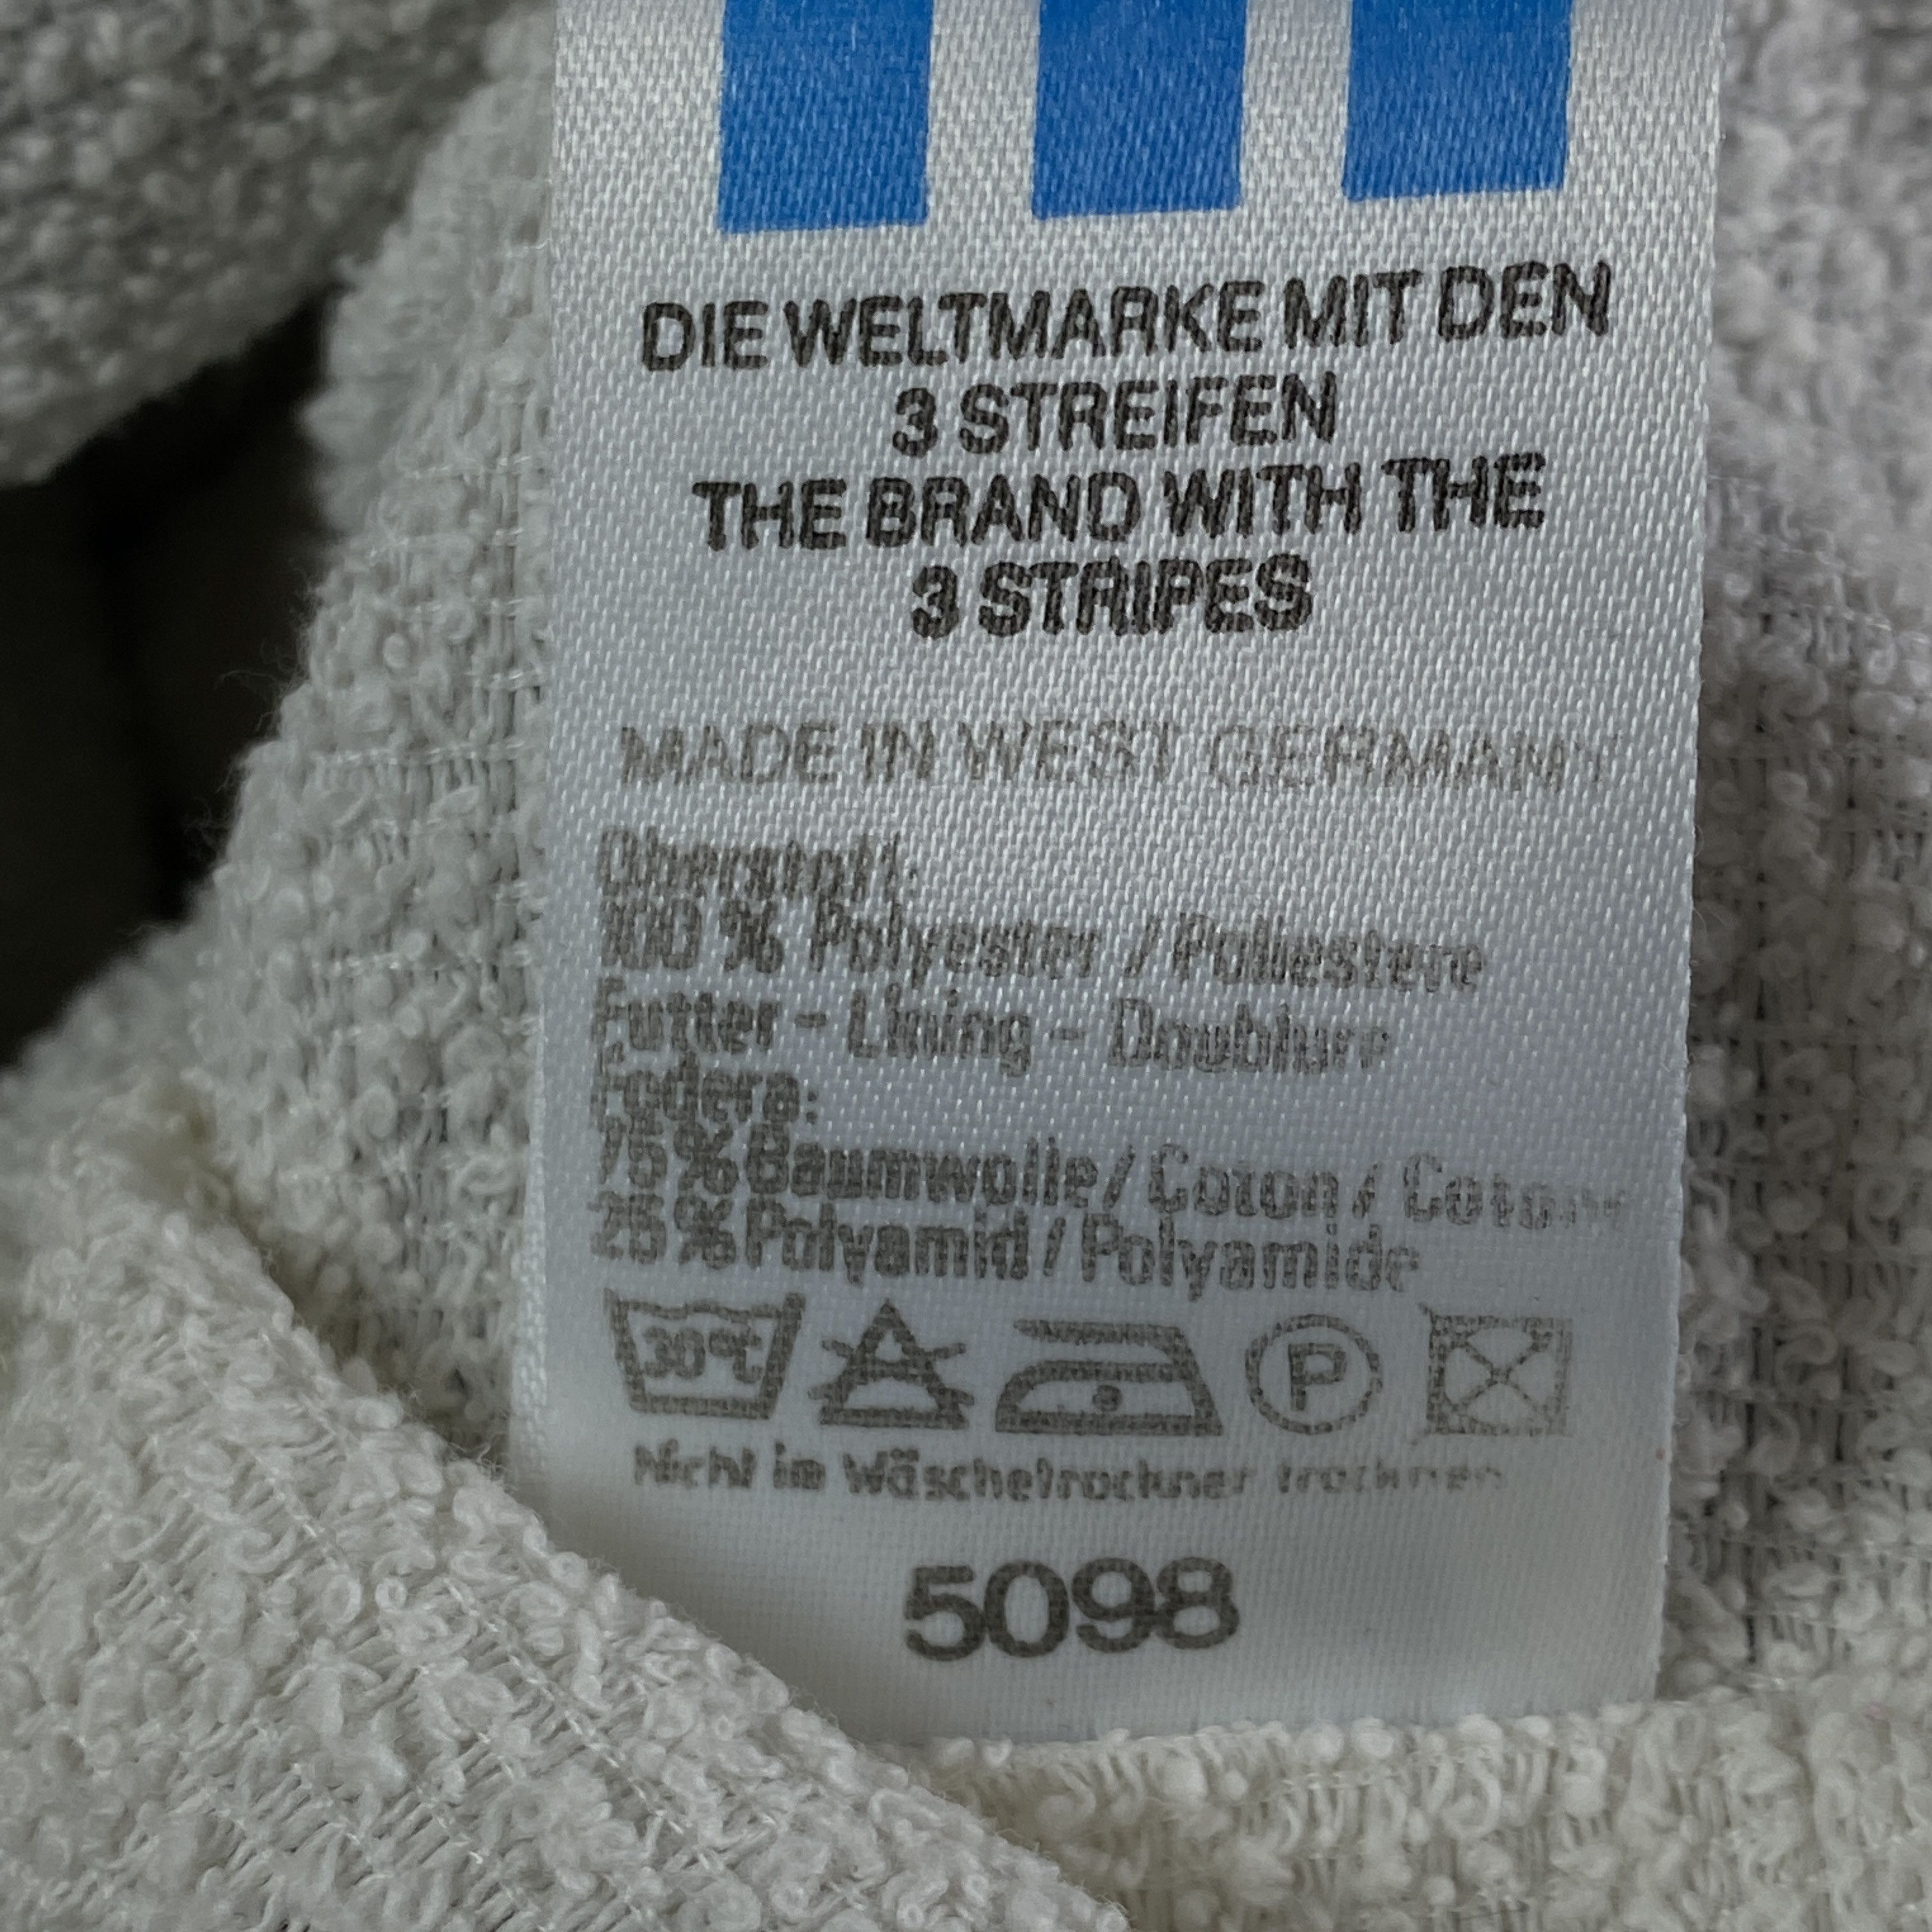 DIE WELTMARKE MIT DEN
3 STREIFEN
THE BRAND WITH THE
3 STRIPES
MADE IN WEST GERMANY
Oberstoff:
100 % Polyester / Poliestere
Futter - Lining - Doublure
Fodera:
75 % Baumwolle / Coton / Cotone
25 % Polyamid / Polyamide
30°C
P
Nicht im Wäschetrockner trocknen
5098